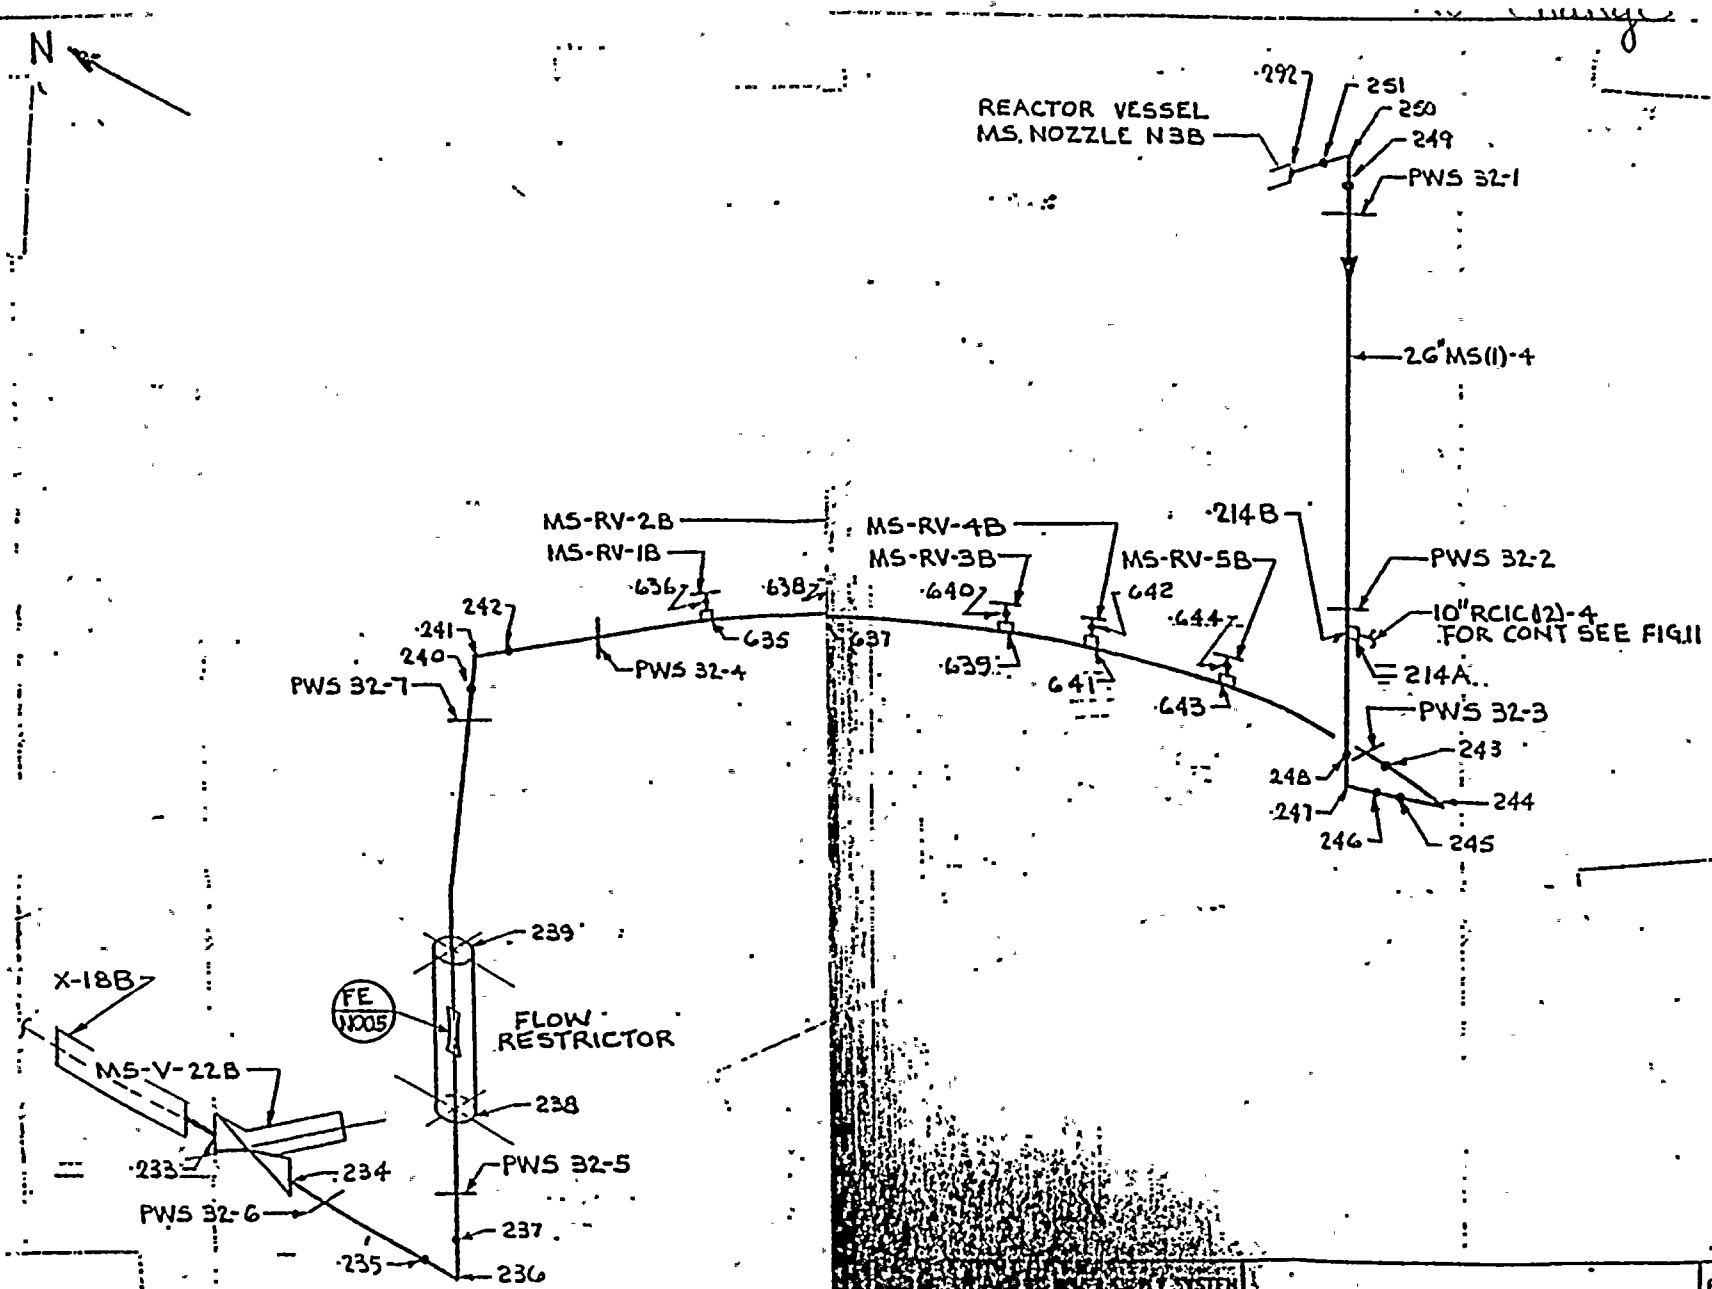 Change
N
.292
251
250
249
REACTOR VESSEL
MS. NOZZLE N3B
PWS 32-1
26"MS(1)-4
MS-RV-2B
MS-RV-1B
MS-RV-4B
MS-RV-3B
MS-RV-5B
.214B
PWS 32-2
10"RCIC(12)-4
FOR CONT SEE FIG.11
214A
.636
.638
.640
642
.644
242
.241
240
635
637
.639
641
.643
PWS 32-7
PWS 32-4
PWS 32-3
243
248
.247
244
246
245
239
X-18B
FE
N005
FLOW
RESTRICTOR
MS-V-22B
238
.233
234
PWS 32-5
PWS 32-6
237
.235
236
SYSTEM